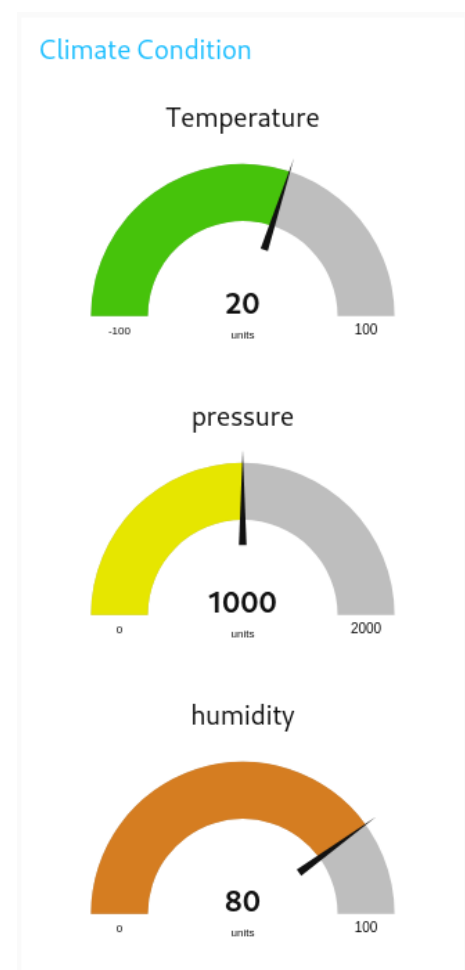 Climate Condition
Temperature
20
-100 units 100
pressure
1000
0 units 2000
humidity
80
0 units 100